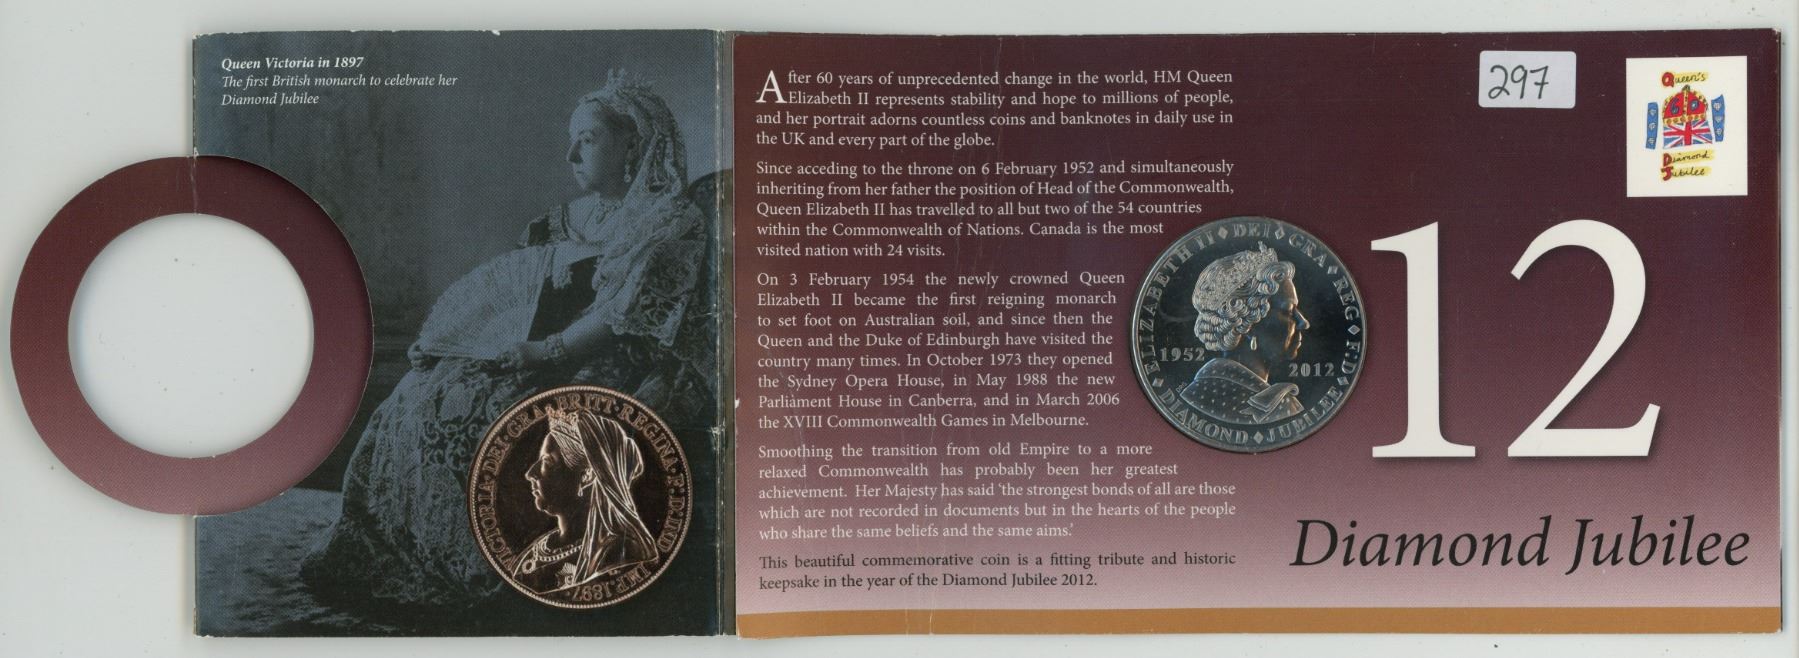 Queen Victoria in 1897
The first British monarch to celebrate her
Diamond Jubilee
VICTORIA·DEI·GRA·BRITT·REGINA·F·D·IND·IMP·1897·
After 60 years of unprecedented change in the world, HM Queen
Elizabeth II represents stability and hope to millions of people,
and her portrait adorns countless coins and banknotes in daily use in
the UK and every part of the globe.
Since acceding to the throne on 6 February 1952 and simultaneously
inheriting from her father the position of Head of the Commonwealth,
Queen Elizabeth II has travelled to all but two of the 54 countries
within the Commonwealth of Nations. Canada is the most
visited nation with 24 visits.
On 3 February 1954 the newly crowned Queen
Elizabeth II became the first reigning monarch
to set foot on Australian soil, and since then the
Queen and the Duke of Edinburgh have visited the
country many times. In October 1973 they opened
the Sydney Opera House, in May 1988 the new
Parliament House in Canberra, and in March 2006
the XVIII Commonwealth Games in Melbourne.
Smoothing the transition from old Empire to a more
relaxed Commonwealth has probably been her greatest
achievement. Her Majesty has said 'the strongest bonds of all are those
which are not recorded in documents but in the hearts of the people
who share the same beliefs and the same aims.'
This beautiful commemorative coin is a fitting tribute and historic
keepsake in the year of the Diamond Jubilee 2012.
ELIZABETH II ◆ DEI ◆ GRA ◆ REG ◆ F·D
1952
2012
◆ DIAMOND ◆ JUBILEE ◆
297
Queen's
Diamond
Jubilee
12
Diamond Jubilee